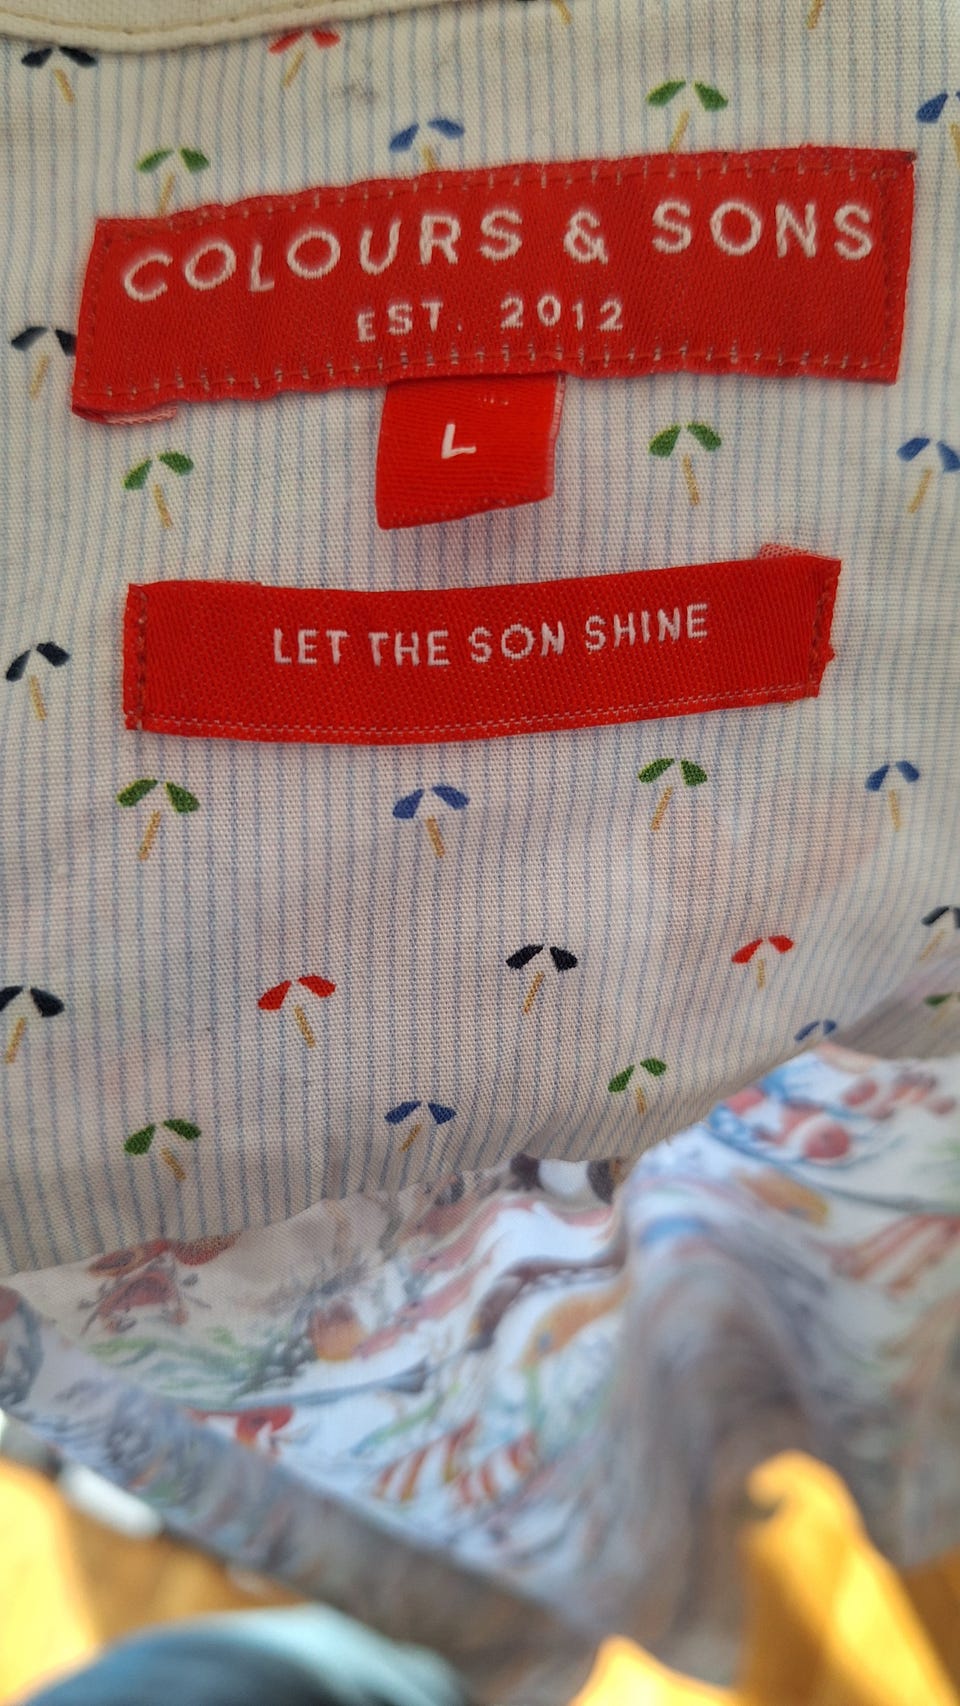 COLOURS & SONS
EST. 2012
L
LET THE SON SHINE